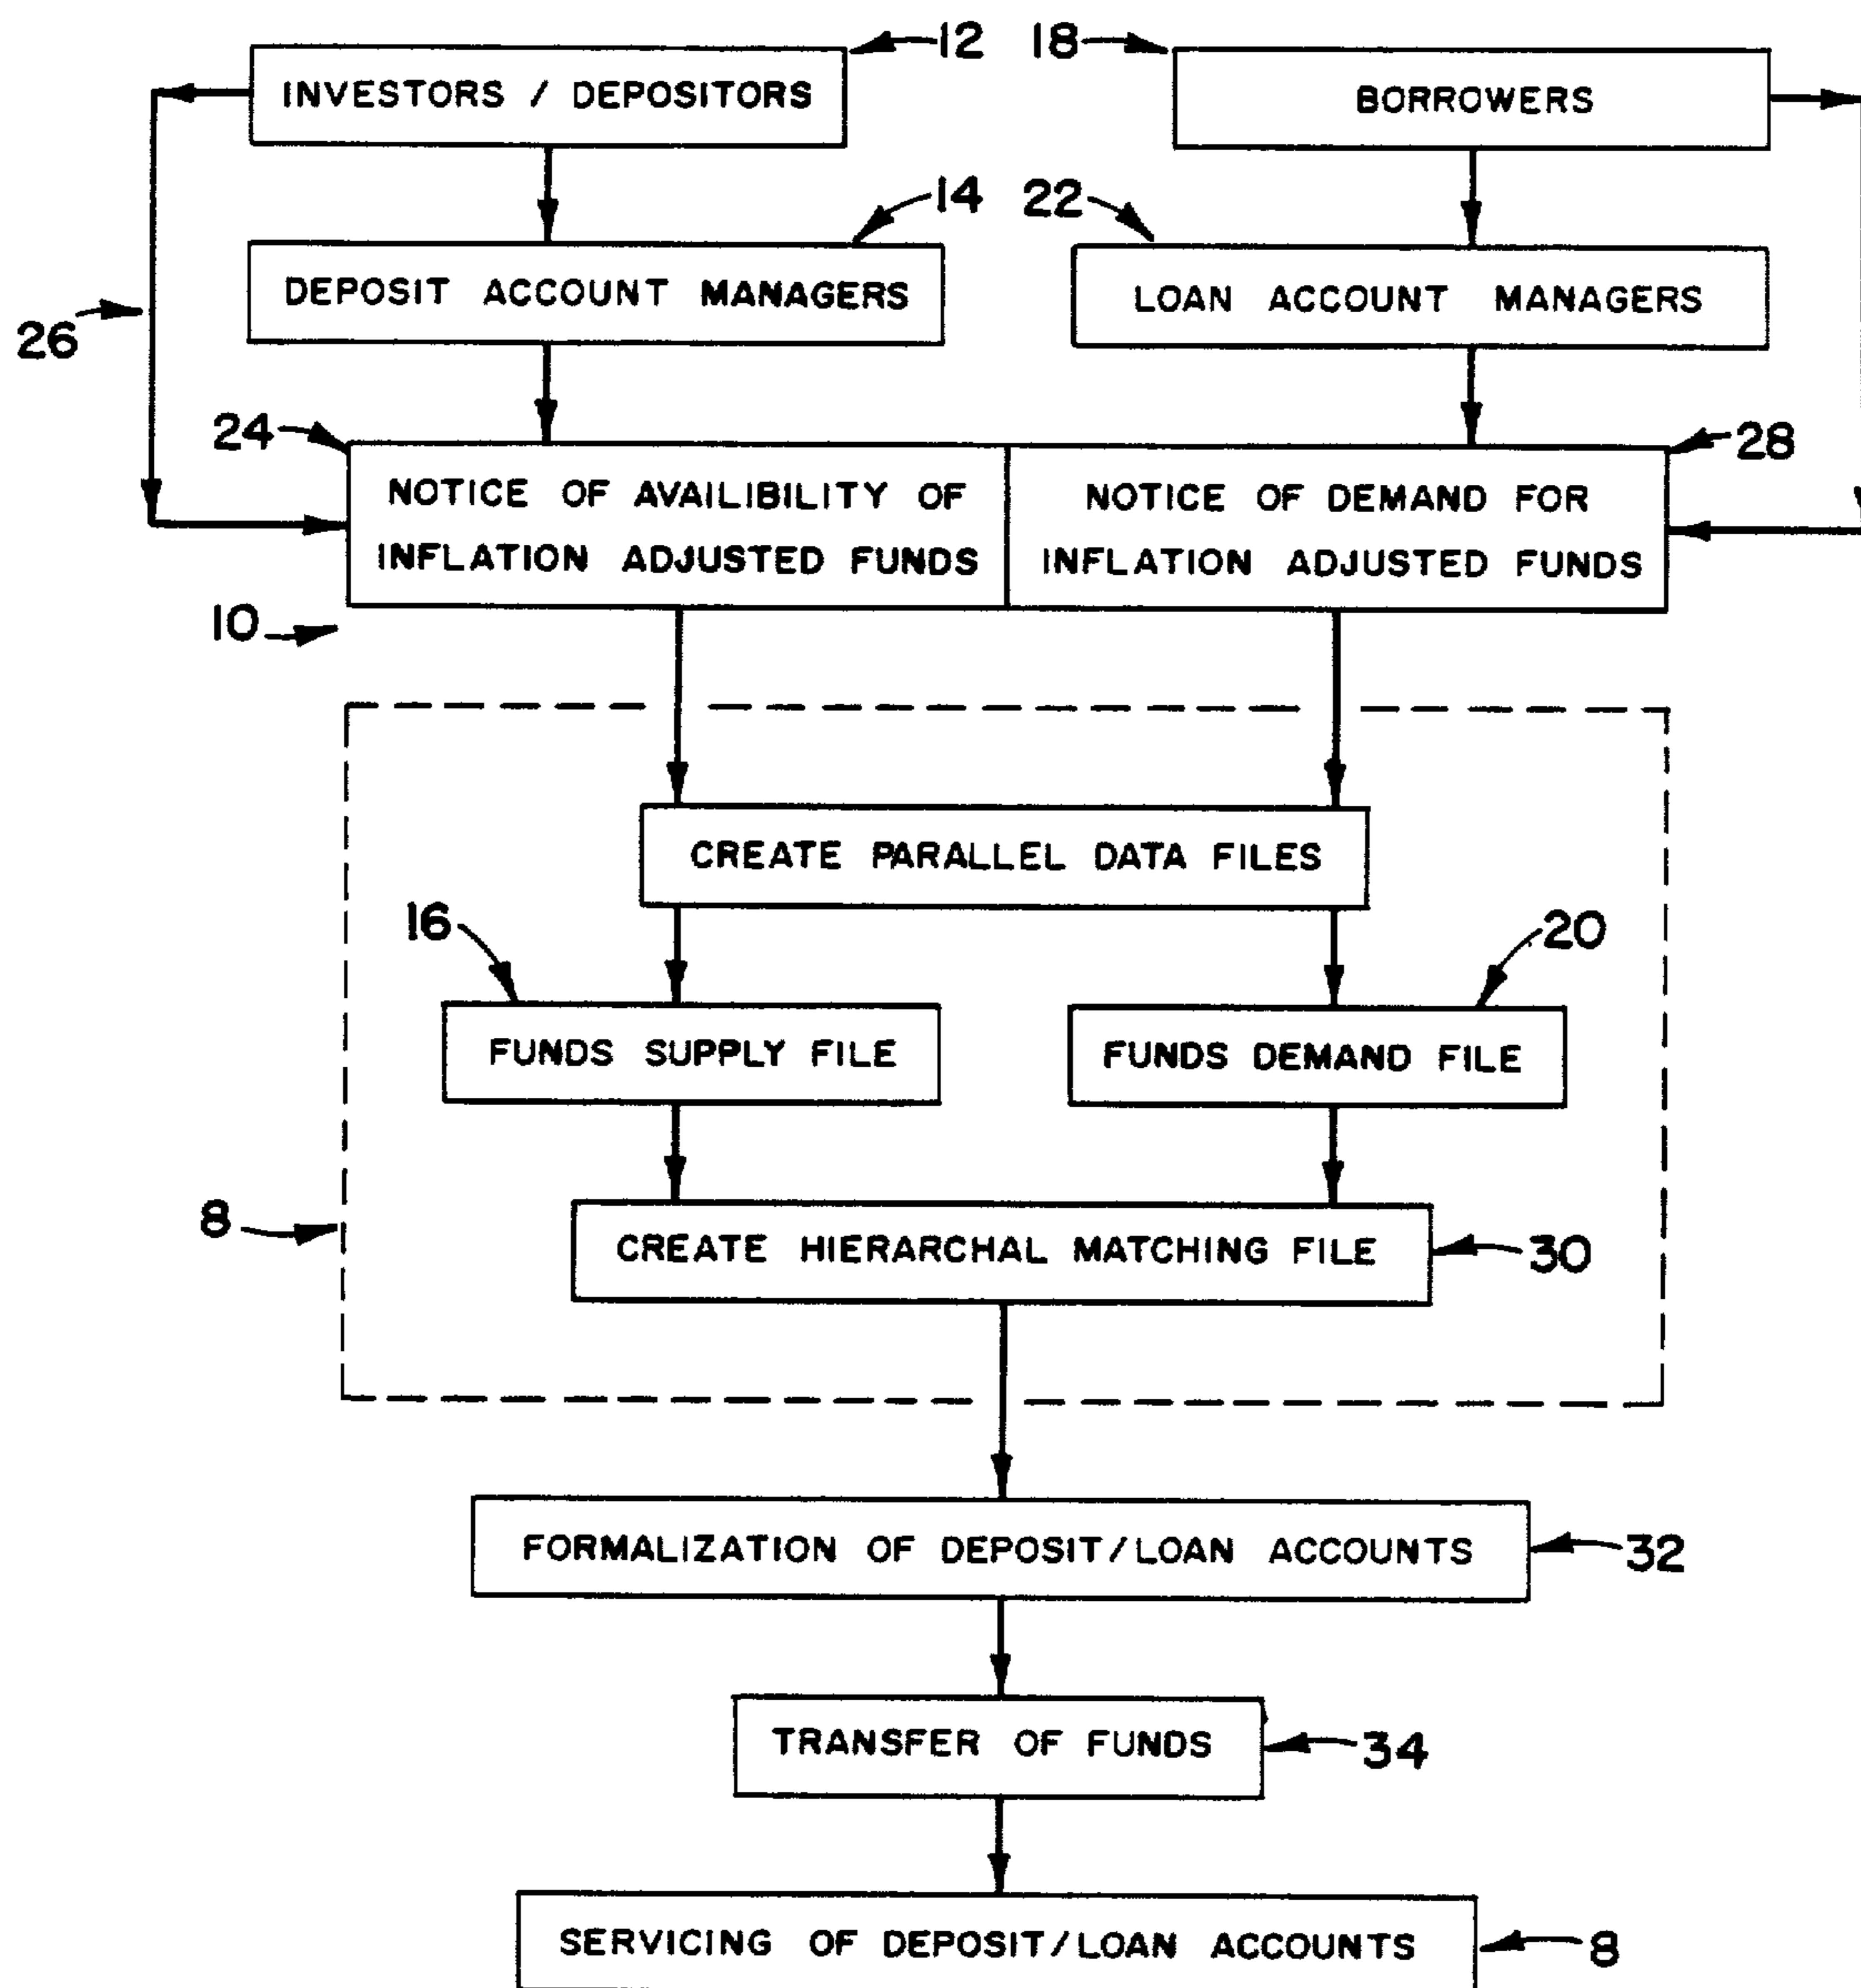 12
18
INVESTORS / DEPOSITORS
BORROWERS
14
22
DEPOSIT ACCOUNT MANAGERS
LOAN ACCOUNT MANAGERS
26
24
28
NOTICE OF AVAILIBILITY OF
INFLATION ADJUSTED FUNDS
NOTICE OF DEMAND FOR
INFLATION ADJUSTED FUNDS
10
CREATE PARALLEL DATA FILES
16
20
FUNDS SUPPLY FILE
FUNDS DEMAND FILE
8
CREATE HIERARCHAL MATCHING FILE
30
FORMALIZATION OF DEPOSIT/LOAN ACCOUNTS
32
TRANSFER OF FUNDS
34
SERVICING OF DEPOSIT/LOAN ACCOUNTS
8